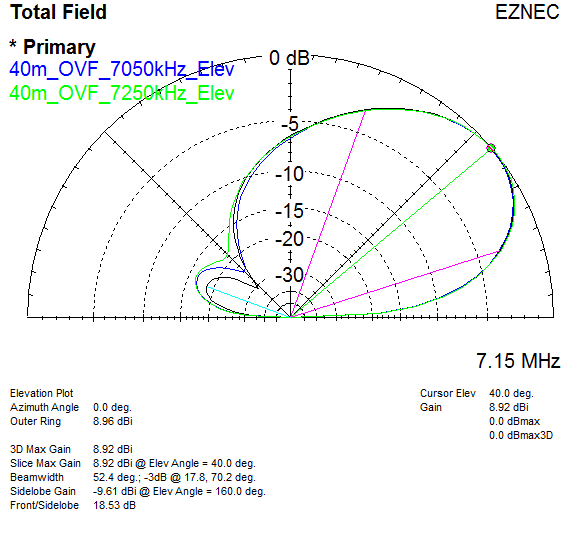 Total Field
EZNEC
* Primary
40m_OVF_7050kHz_Elev
40m_OVF_7250kHz_Elev
0 dB
-5
-10
-15
-20
-30
7.15 MHz
Elevation Plot
Azimuth Angle 0.0 deg.
Outer Ring 8.96 dBi
Cursor Elev 40.0 deg.
Gain 8.92 dBi
0.0 dBmax
0.0 dBmax3D
3D Max Gain 8.92 dBi
Slice Max Gain 8.92 dBi @ Elev Angle = 40.0 deg.
Beamwidth 52.4 deg.; -3dB @ 17.8, 70.2 deg.
Sidelobe Gain -9.61 dBi @ Elev Angle = 160.0 deg.
Front/Sidelobe 18.53 dB